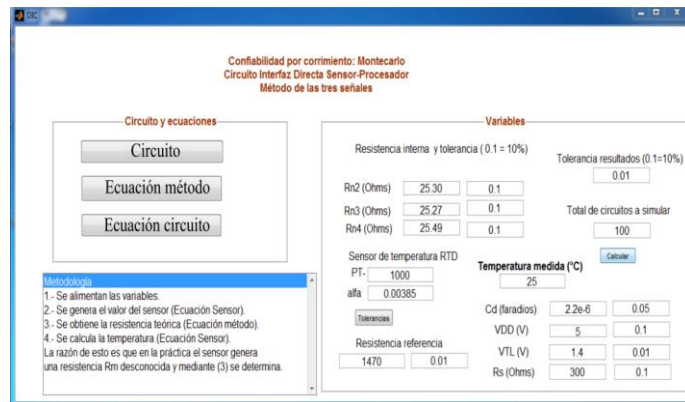 DIC
Confiabilidad por corrimiento: Montecarlo
Circuito Interfaz Directa Sensor-Procesador
Método de las tres señales
Circuito y ecuaciones
Circuito
Ecuación método
Ecuación circuito
Metodología
1.- Se alimentan las variables.
2.- Se genera el valor del sensor (Ecuación Sensor).
3.- Se obtiene la resistencia teórica (Ecuación método).
4.- Se calcula la temperatura (Ecuación Sensor).
La razón de esto es que en la práctica el sensor genera
una resistencia Rm desconocida y mediante (3) se determina.
Variables
Resistencia interna y tolerancia ( 0.1 = 10%)
Rn2 (Ohms) 25.30 0.1
Rn3 (Ohms) 25.27 0.1
Rn4 (Ohms) 25.49 0.1
Tolerancia resultados (0.1=10%)
0.01
Total de circuitos a simular
100
Calcular
Sensor de temperatura RTD
PT- 1000
alfa 0.00385
Tolerancias
Resistencia referencia
1470 0.01
Temperatura medida (°C)
25
Cd (faradios) 2.2e-6 0.05
VDD (V) 5 0.1
VTL (V) 1.4 0.01
Rs (Ohms) 300 0.1